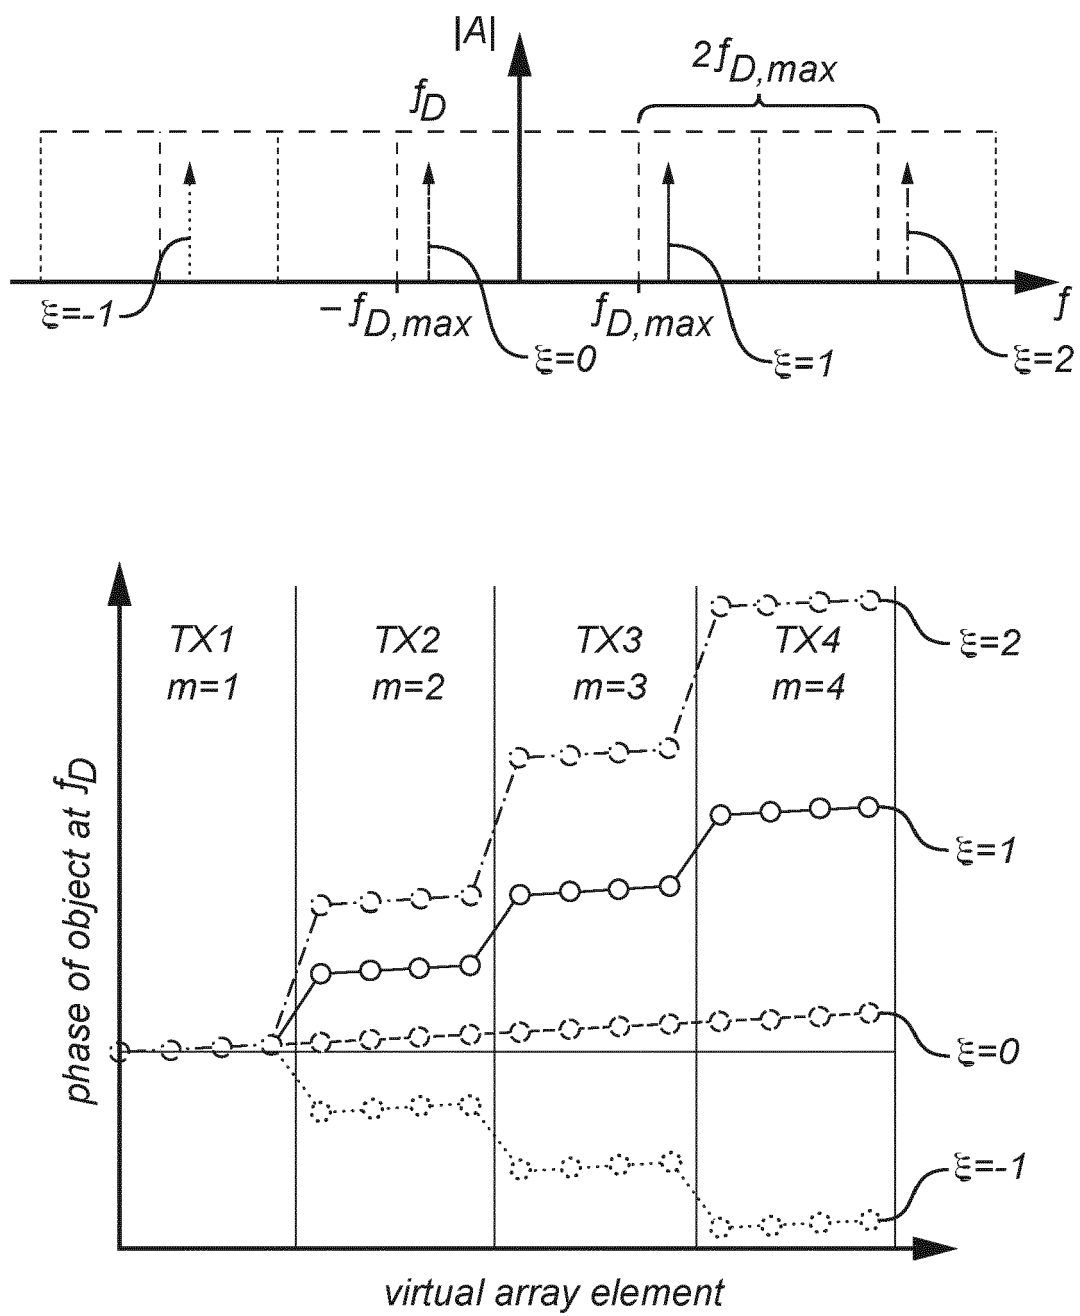 |A|
2f_{D,max}
f_D
ξ=-1
-f_{D,max}
f_{D,max}
f
ξ=0
ξ=1
ξ=2
TX1
m=1
TX2
m=2
TX3
m=3
TX4
m=4
ξ=2
ξ=1
ξ=0
ξ=-1
phase of object at f_D
virtual array element